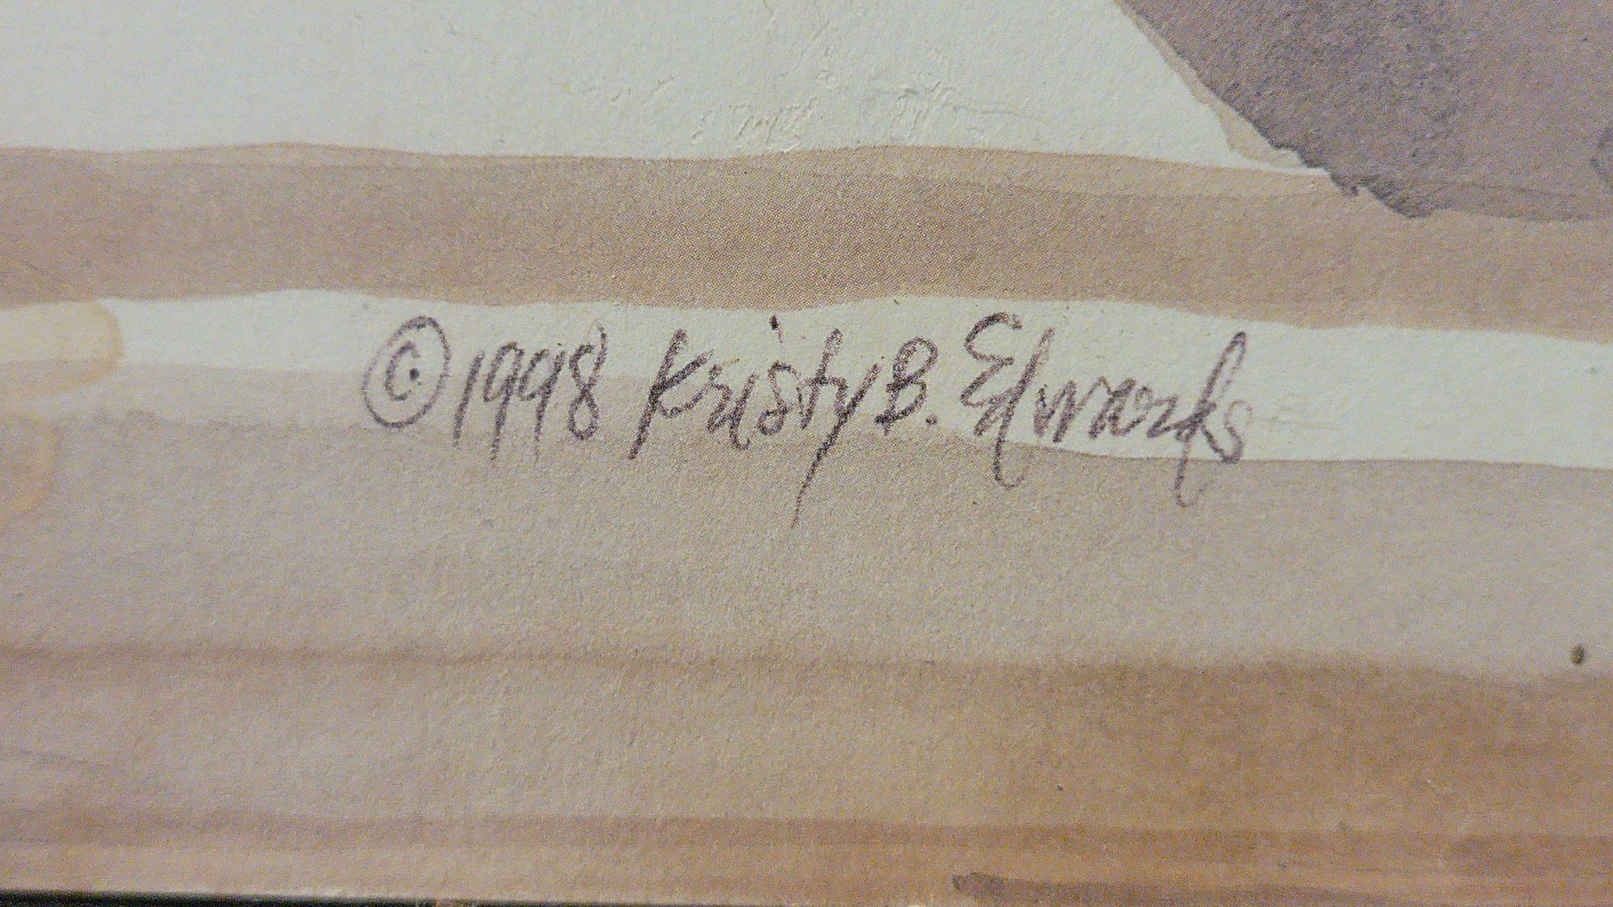 © 1998 Kristy B. Edwards